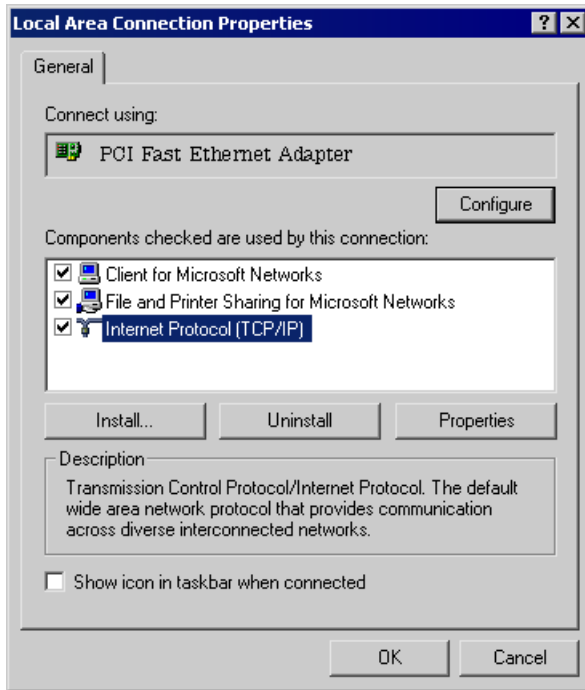 Local Area Connection Properties
General
Connect using:
PCI Fast Ethernet Adapter
Configure
Components checked are used by this connection:
Client for Microsoft Networks
File and Printer Sharing for Microsoft Networks
Internet Protocol (TCP/IP)
Install... Uninstall Properties
Description
Transmission Control Protocol/Internet Protocol. The default
wide area network protocol that provides communication
across diverse interconnected networks.
Show icon in taskbar when connected
OK Cancel